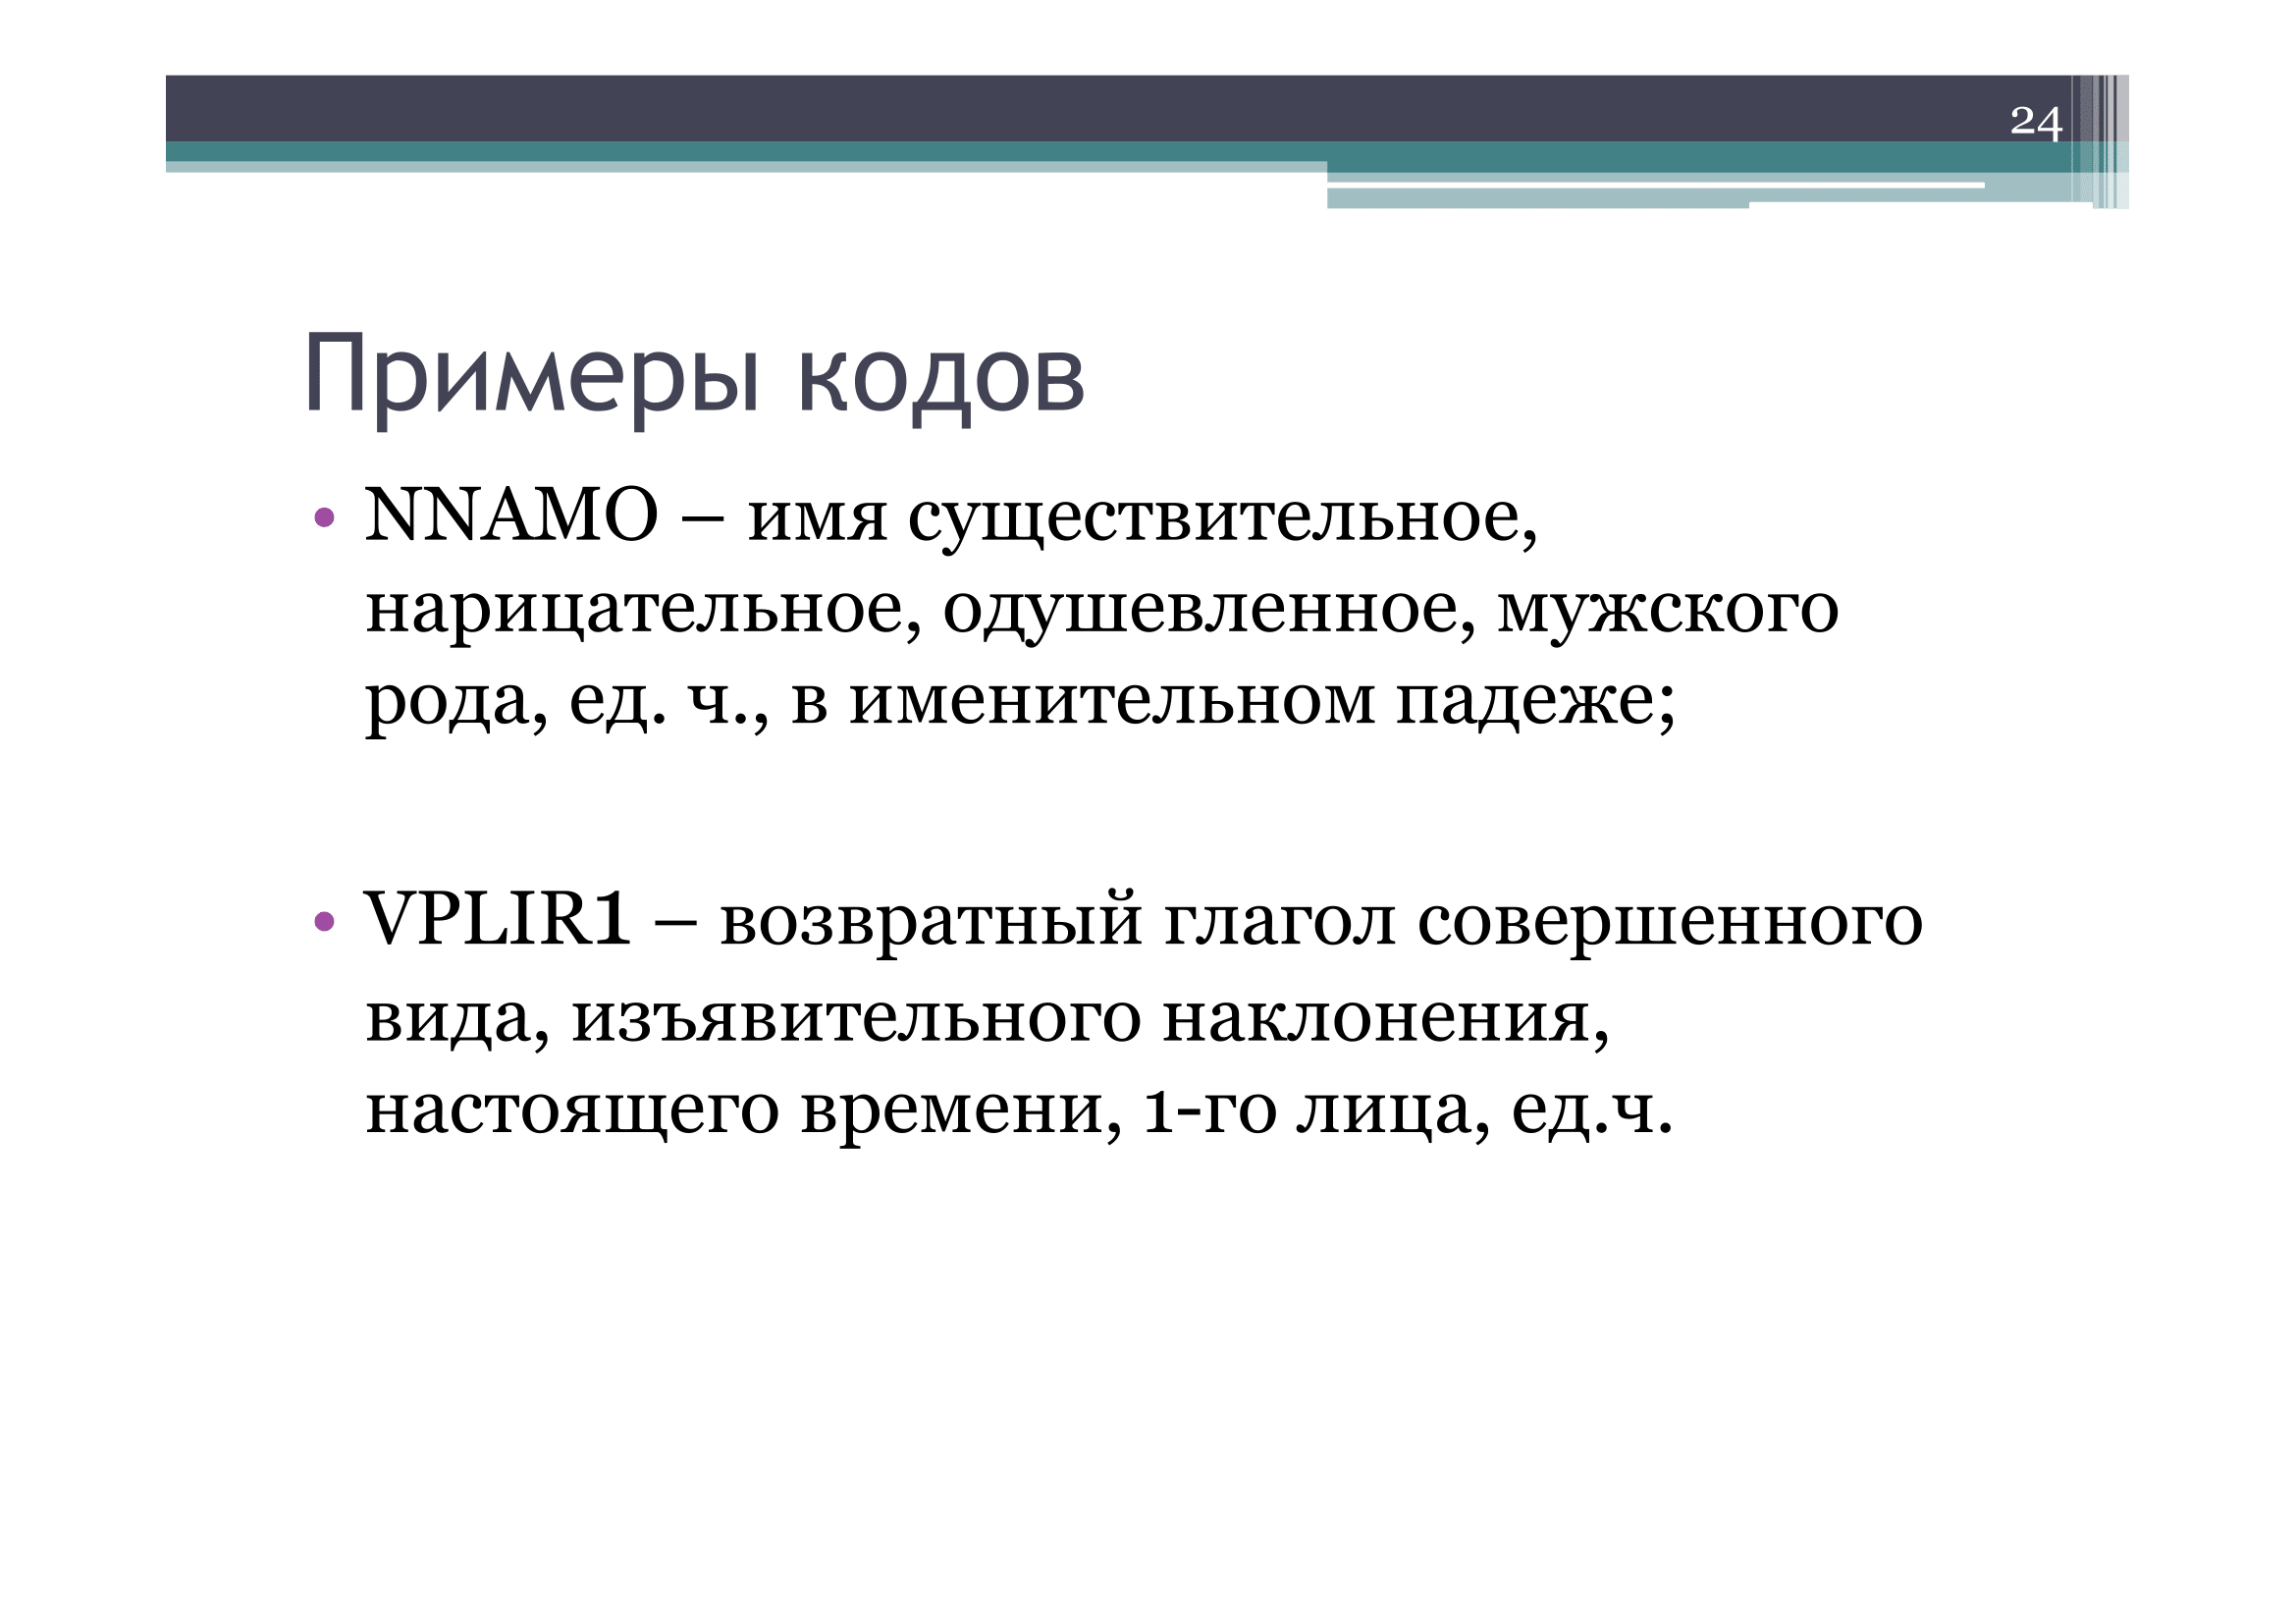 24
Примеры кодов
• NNAMO – имя существительное,
нарицательное, одушевленное, мужского
рода, ед. ч., в именительном падеже;
• VPLIR1 – возвратный глагол совершенного
вида, изъявительного наклонения,
настоящего времени, 1-го лица, ед.ч.